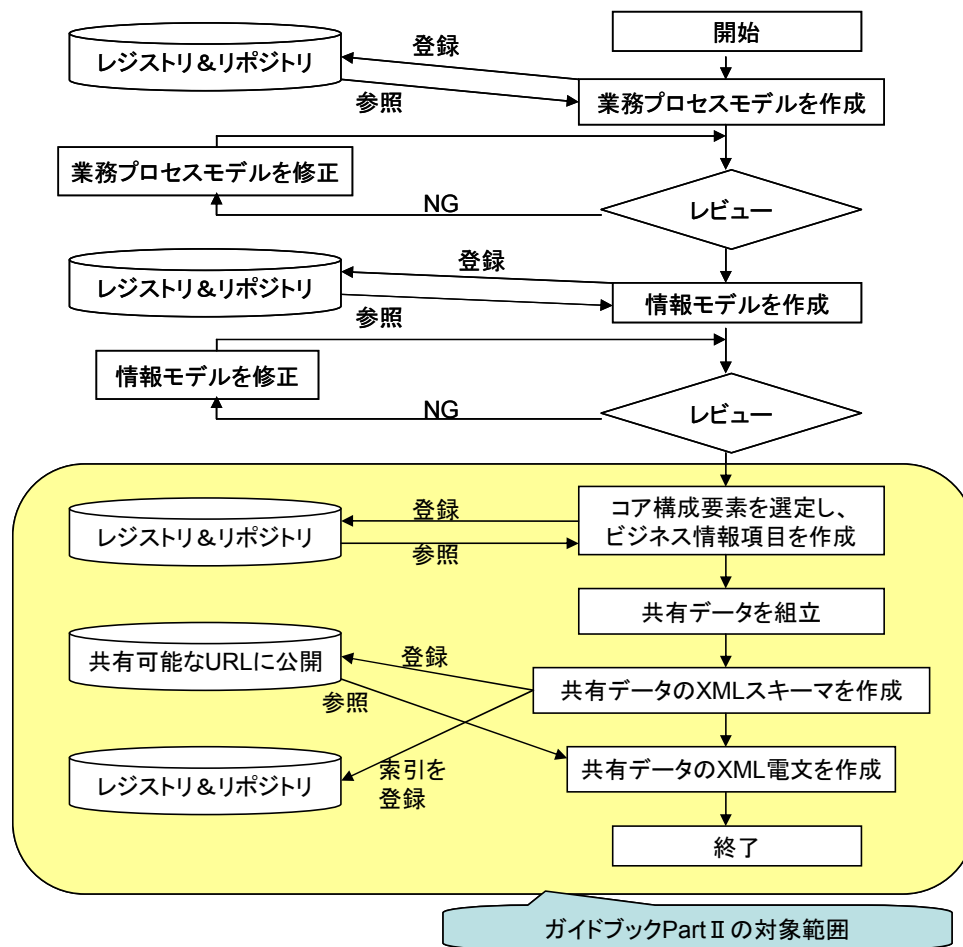 開始
レジストリ＆リポジトリ
登録
参照
業務プロセスモデルを作成
業務プロセスモデルを修正
NG
レビュー
レジストリ＆リポジトリ
登録
参照
情報モデルを作成
情報モデルを修正
NG
レビュー
コア構成要素を選定し、
ビジネス情報項目を作成
レジストリ＆リポジトリ
登録
参照
共有データを組立
共有可能なURLに公開
登録
参照
共有データのXMLスキーマを作成
レジストリ＆リポジトリ
索引を
登録
共有データのXML電文を作成
終了
ガイドブックPartⅡの対象範囲